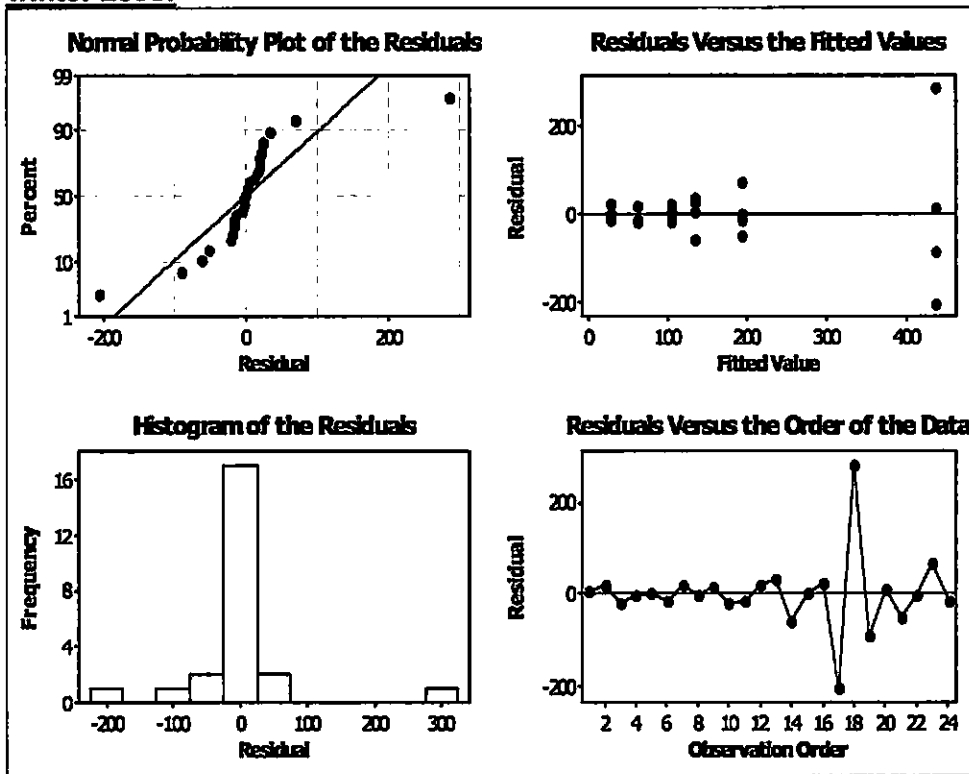 Normal Probability Plot of the Residuals
99
90
50
10
1
Percent
-200
0
200
Residual
Residuals Versus the Fitted Values
200
0
-200
Residual
0
100
200
300
400
Fitted Value
Histogram of the Residuals
16
12
8
4
0
Frequency
-200
-100
0
100
200
300
Residual
Residuals Versus the Order of the Data
200
0
-200
Residual
2 4 6 8 10 12 14 16 18 20 22 24
Observation Order